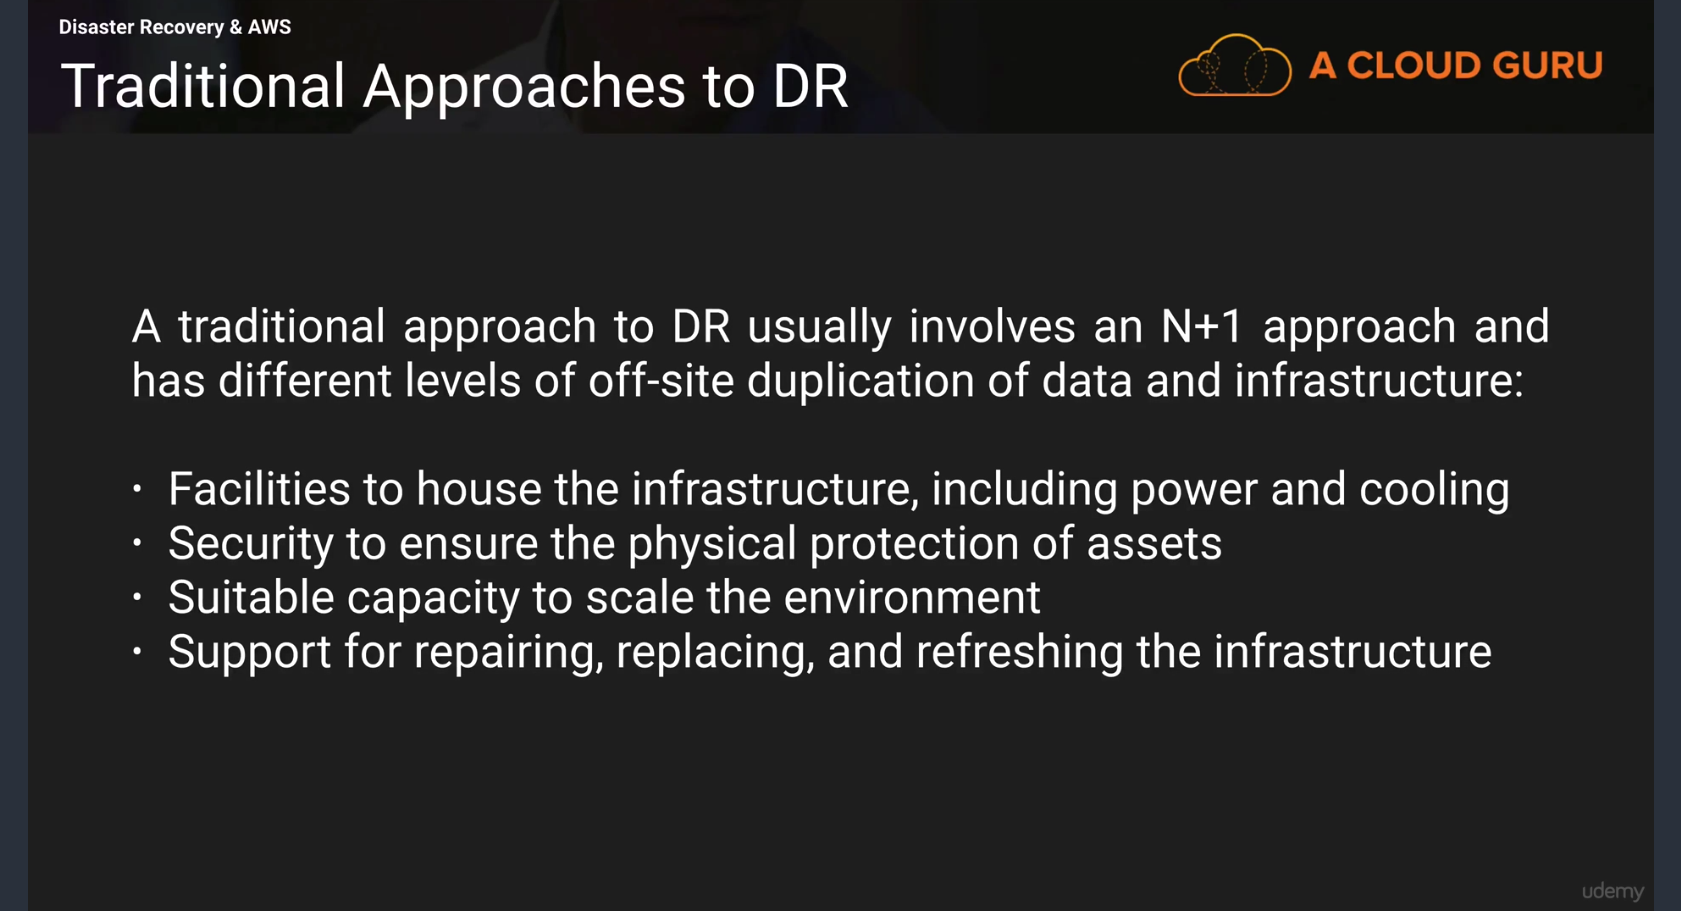 Disaster Recovery & AWS
Traditional Approaches to DR
A CLOUD GURU
A traditional approach to DR usually involves an N+1 approach and
has different levels of off-site duplication of data and infrastructure:
· Facilities to house the infrastructure, including power and cooling
· Security to ensure the physical protection of assets
· Suitable capacity to scale the environment
· Support for repairing, replacing, and refreshing the infrastructure
udemy